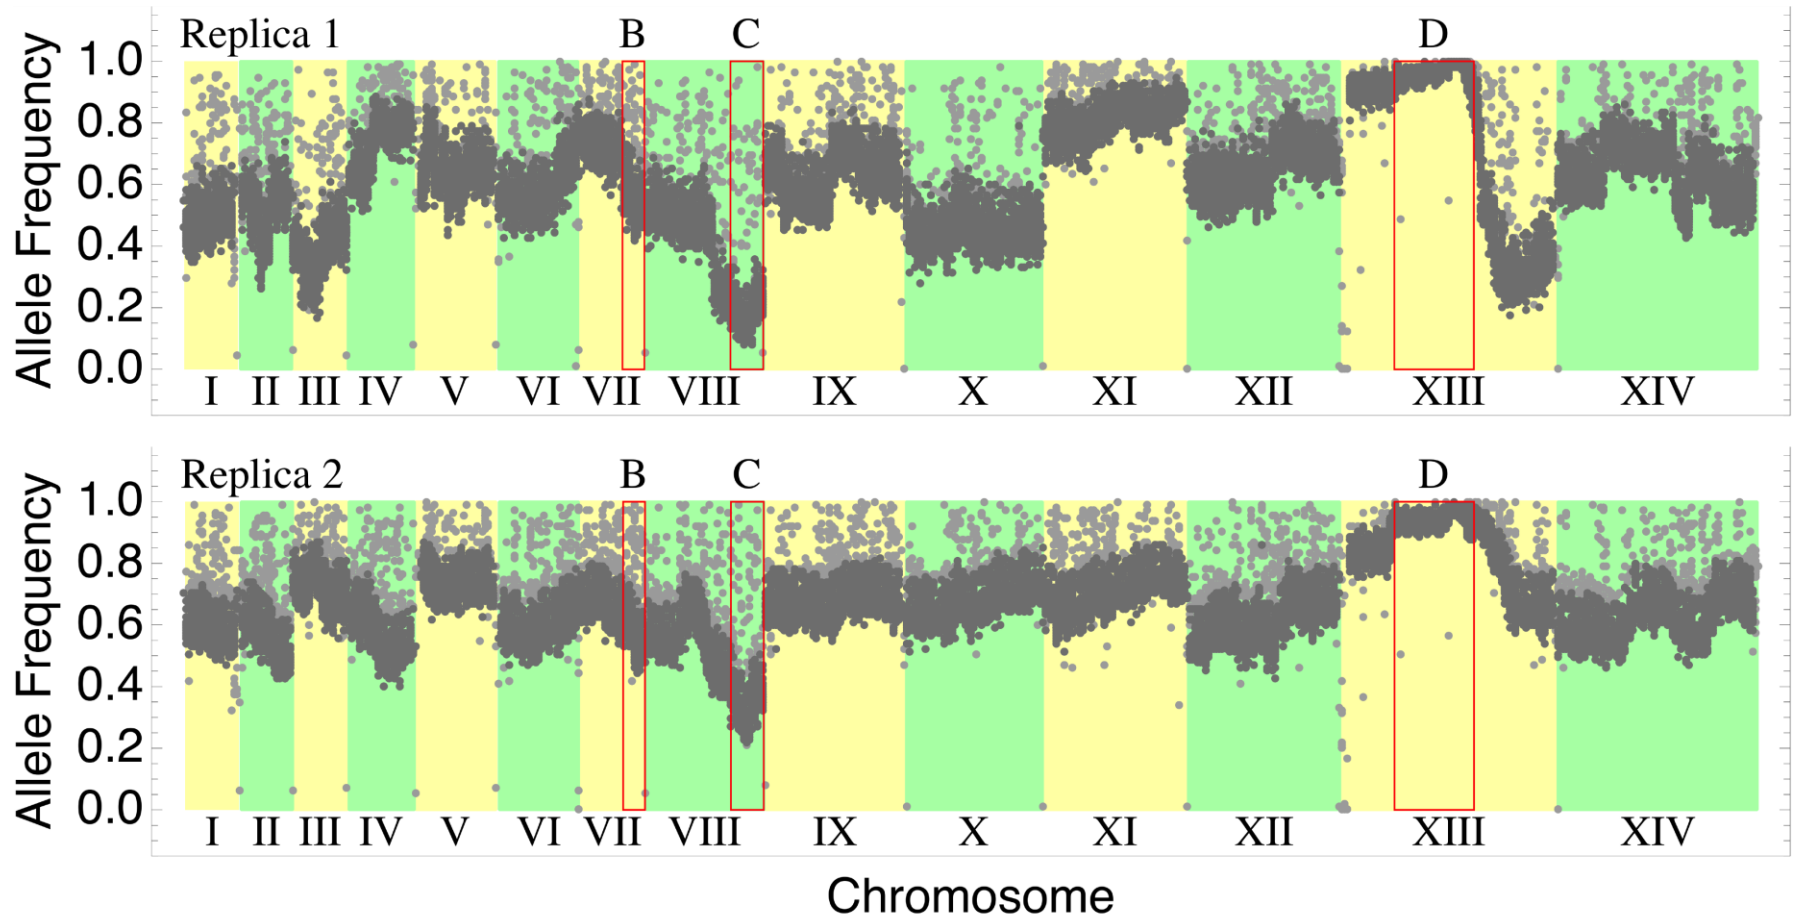 Replica 1
B C D
Allele Frequency
1.0
0.8
0.6
0.4
0.2
0.0
I II III IV V VI VII VIII IX X XI XII XIII XIV
Replica 2
B C D
Allele Frequency
1.0
0.8
0.6
0.4
0.2
0.0
I II III IV V VI VII VIII IX X XI XII XIII XIV
Chromosome